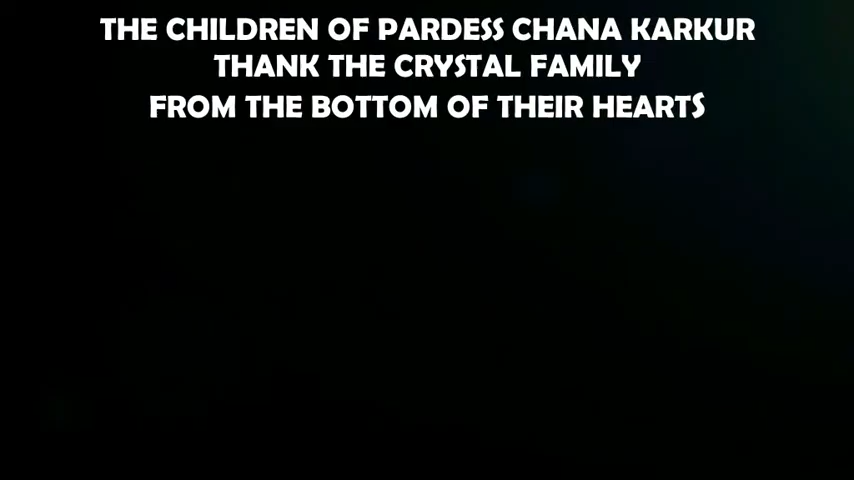 THE CHILDREN OF PARDESS CHANA KARKUR
THANK THE CRYSTAL FAMILY
FROM THE BOTTOM OF THEIR HEARTS